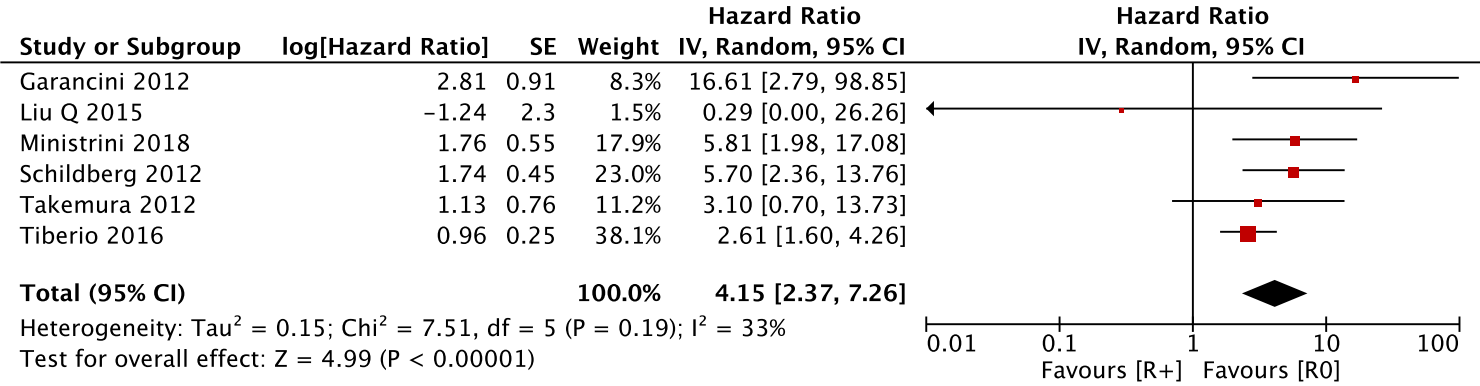 Hazard Ratio Hazard Ratio
Study or Subgroup log[Hazard Ratio] SE Weight IV, Random, 95% CI IV, Random, 95% CI
Garancini 2012 2.81 0.91 8.3% 16.61 [2.79, 98.85]
Liu Q 2015 −1.24 2.3 1.5% 0.29 [0.00, 26.26]
Ministrini 2018 1.76 0.55 17.9% 5.81 [1.98, 17.08]
Schildberg 2012 1.74 0.45 23.0% 5.70 [2.36, 13.76]
Takemura 2012 1.13 0.76 11.2% 3.10 [0.70, 13.73]
Tiberio 2016 0.96 0.25 38.1% 2.61 [1.60, 4.26]
Total (95% CI) 100.0% 4.15 [2.37, 7.26]
Heterogeneity: Tau² = 0.15; Chi² = 7.51, df = 5 (P = 0.19); I² = 33%
Test for overall effect: Z = 4.99 (P < 0.00001)
0.01 0.1 1 10 100
Favours [R+] Favours [R0]